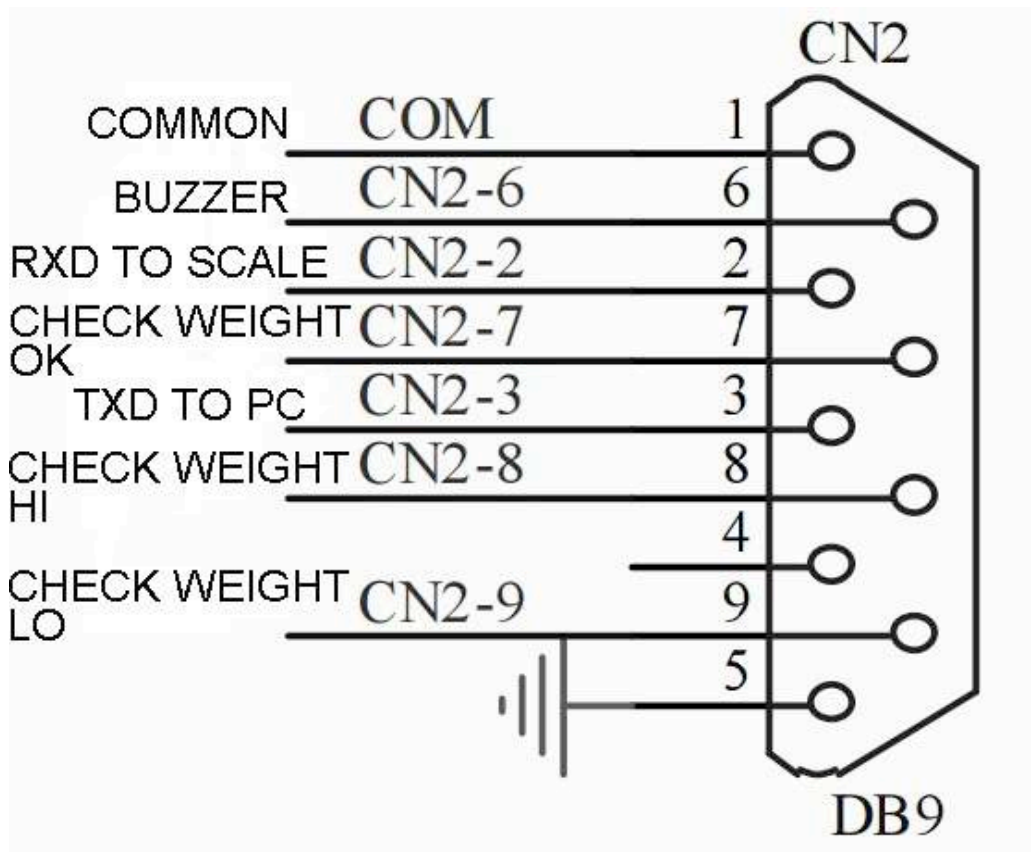 CN2
COMMON COM 1
BUZZER CN2-6 6
RXD TO SCALE CN2-2 2
CHECK WEIGHT CN2-7 7
OK
TXD TO PC CN2-3 3
CHECK WEIGHT CN2-8 8
HI
4
CHECK WEIGHT CN2-9 9
LO
5
DB9